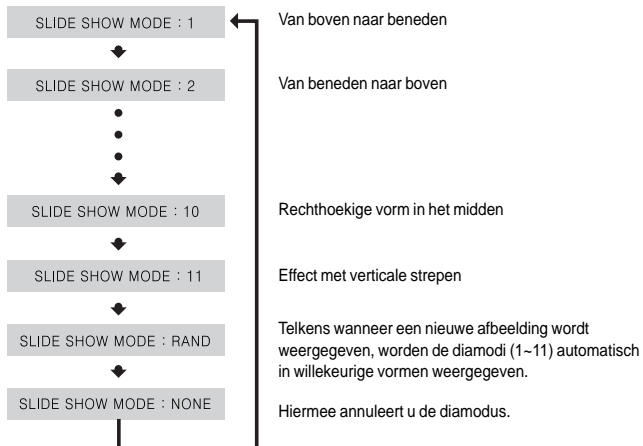 SLIDE SHOW MODE : 1
Van boven naar beneden
SLIDE SHOW MODE : 2
Van beneden naar boven
SLIDE SHOW MODE : 10
Rechthoekige vorm in het midden
SLIDE SHOW MODE : 11
Effect met verticale strepen
SLIDE SHOW MODE : RAND
Telkens wanneer een nieuwe afbeelding wordt
weergegeven, worden de diamodi (1~11) automatisch
in willekeurige vormen weergegeven.
SLIDE SHOW MODE : NONE
Hiermee annuleert u de diamodus.